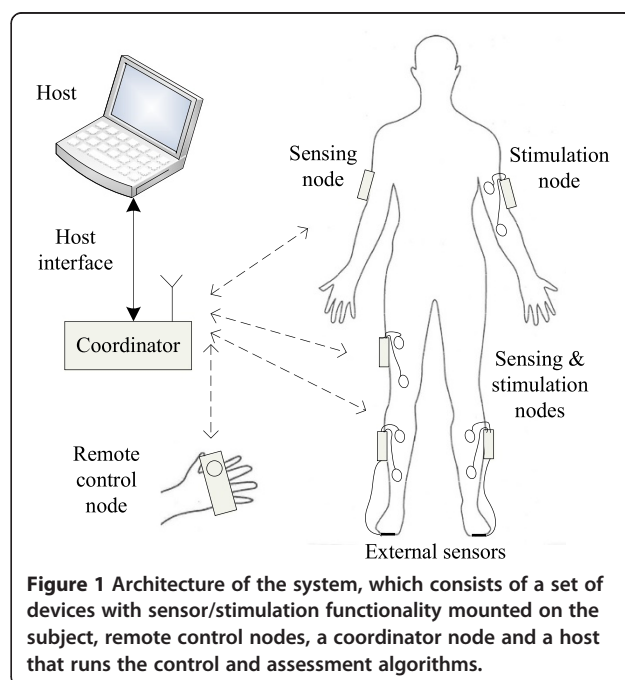 Host
Sensing
node
Stimulation
node
Host
interface
Coordinator
Sensing &
stimulation
nodes
Remote
control
node
External sensors
Figure 1 Architecture of the system, which consists of a set of
devices with sensor/stimulation functionality mounted on the
subject, remote control nodes, a coordinator node and a host
that runs the control and assessment algorithms.